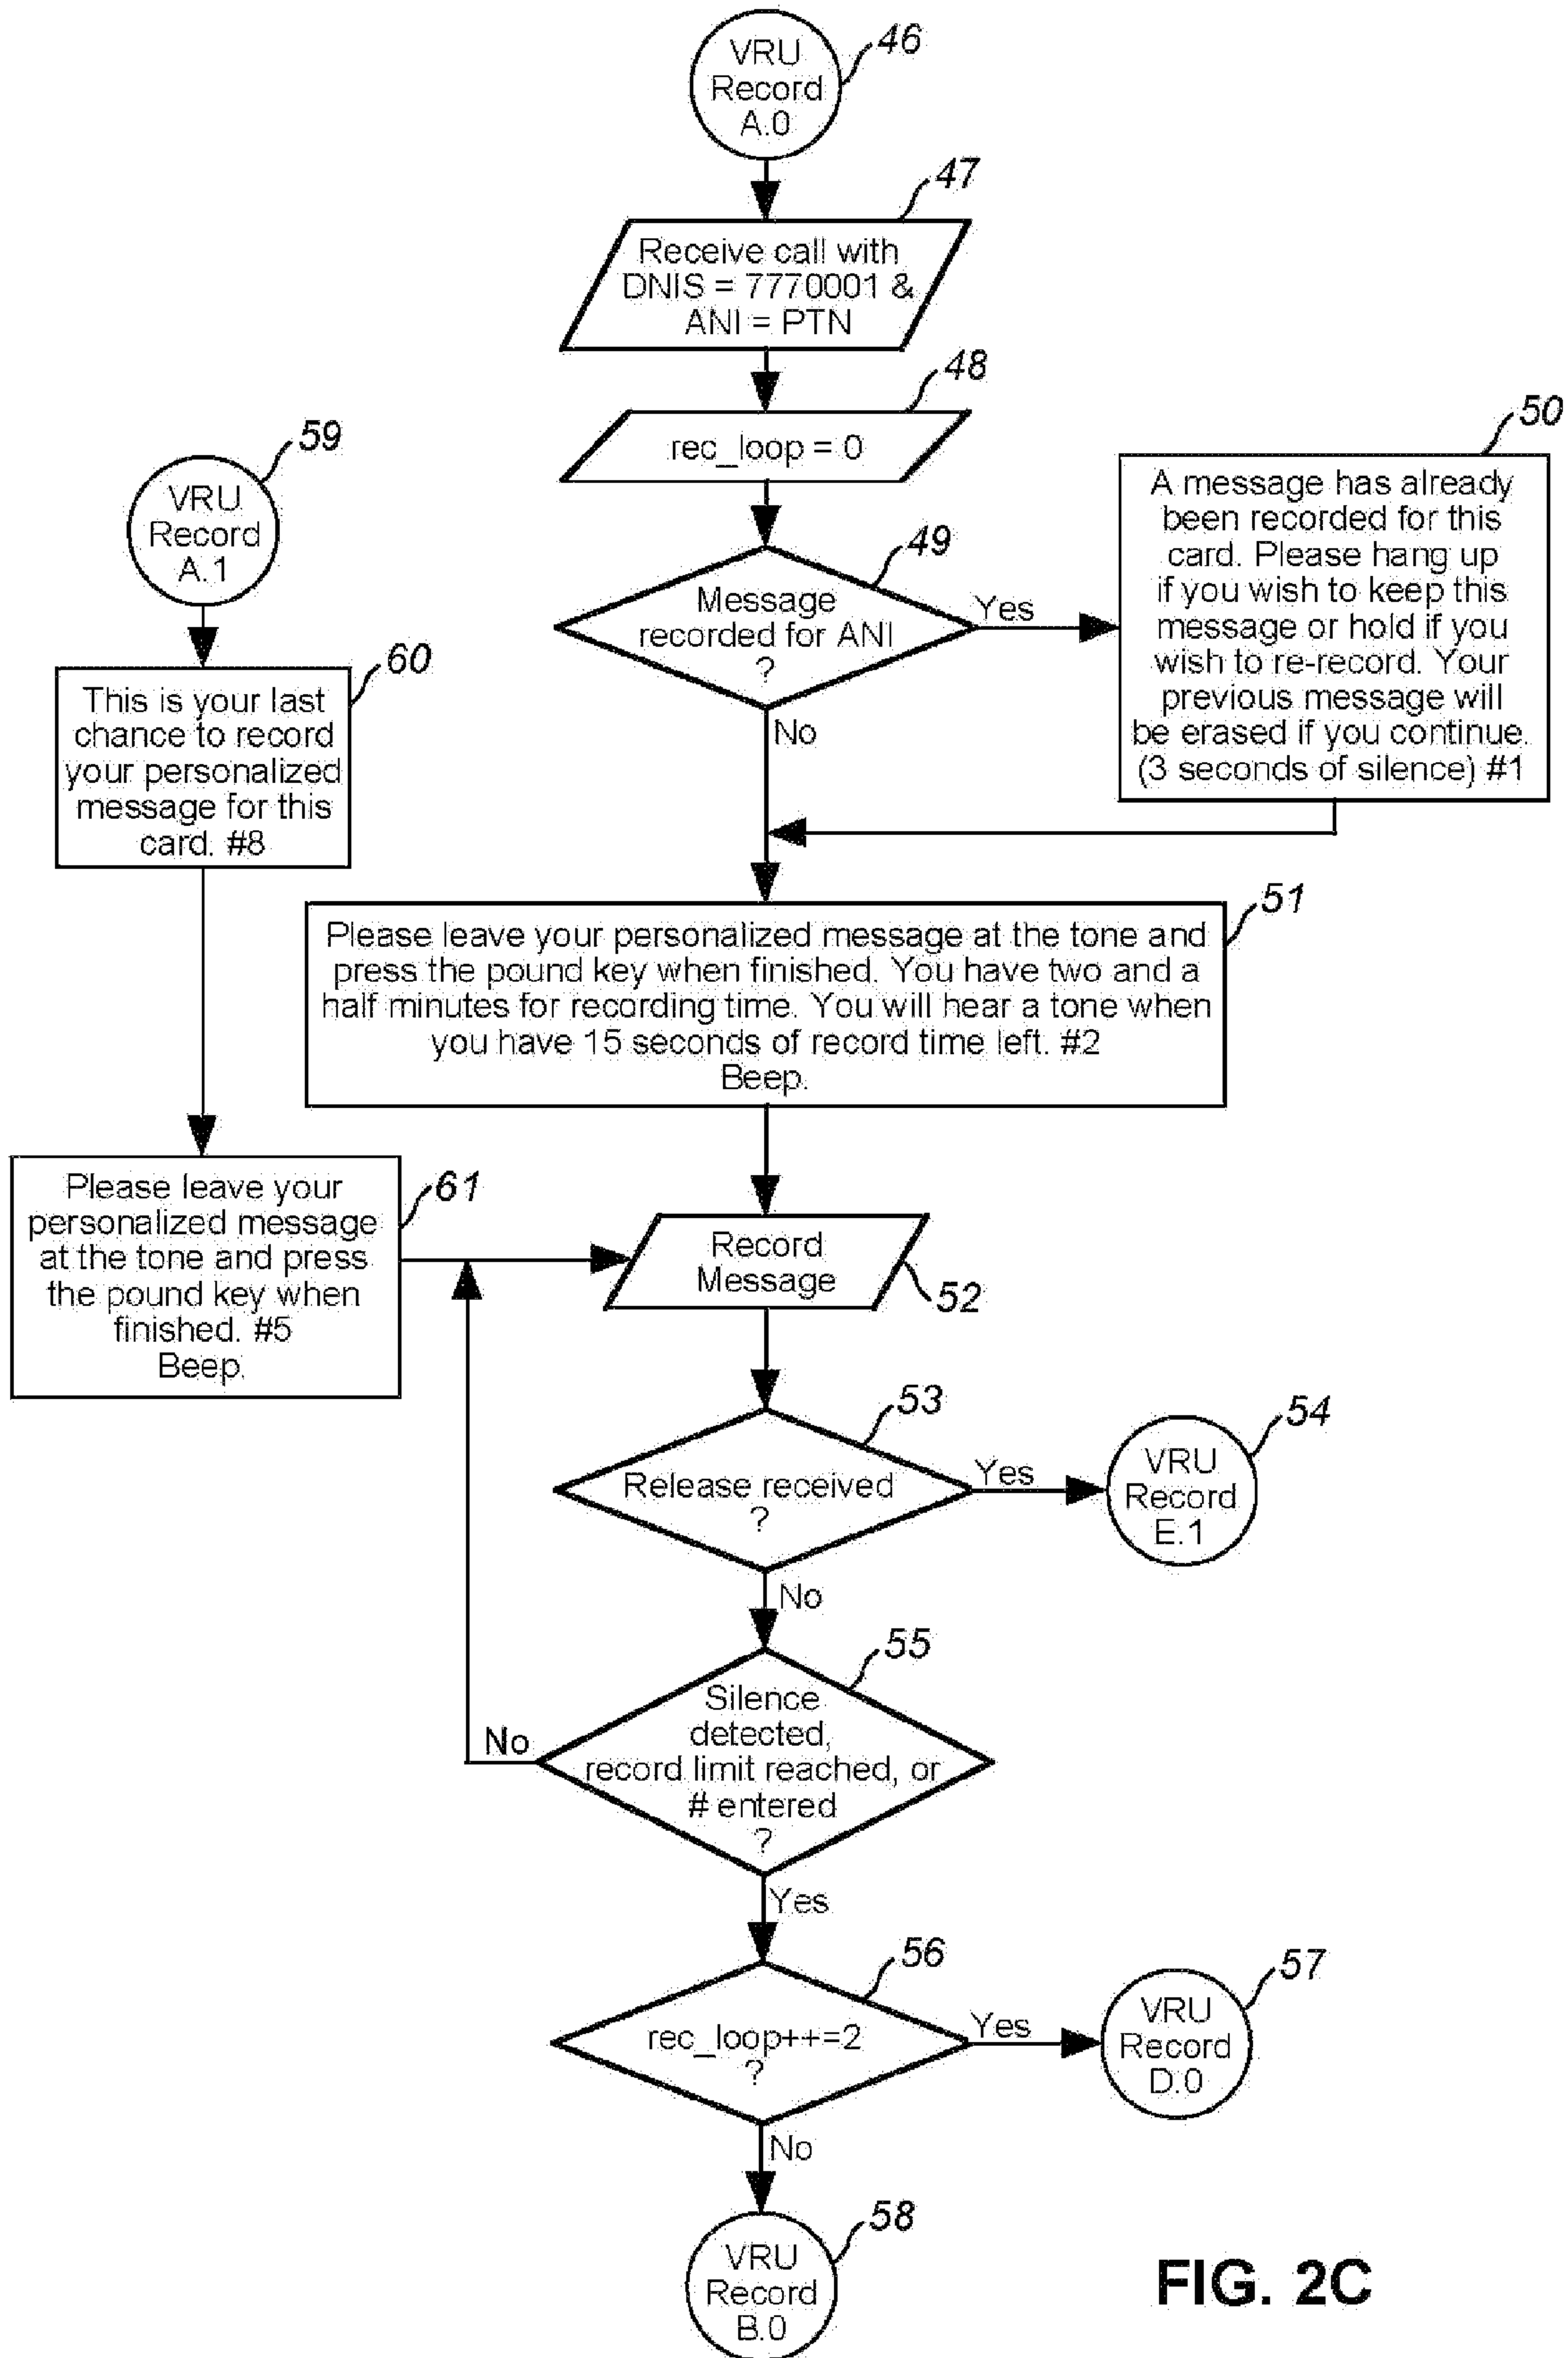 46
VRU
Record
A.0
47
Receive call with
DNIS = 7770001 &
ANI = PTN
48
rec_loop = 0
49
Message
recorded for ANI
?
Yes
No
50
A message has already
been recorded for this
card. Please hang up
if you wish to keep this
message or hold if you
wish to re-record. Your
previous message will
be erased if you continue.
(3 seconds of silence) #1
59
VRU
Record
A.1
60
This is your last
chance to record
your personalized
message for this
card. #8
51
Please leave your personalized message at the tone and
press the pound key when finished. You have two and a
half minutes for recording time. You will hear a tone when
you have 15 seconds of record time left. #2
Beep.
61
Please leave your
personalized message
at the tone and press
the pound key when
finished. #5
Beep.
Record
Message
52
53
Release received
?
Yes
No
54
VRU
Record
E.1
55
Silence
detected,
record limit reached, or
# entered
?
No
Yes
56
rec_loop++=2
?
Yes
No
57
VRU
Record
D.0
58
VRU
Record
B.0
FIG. 2C